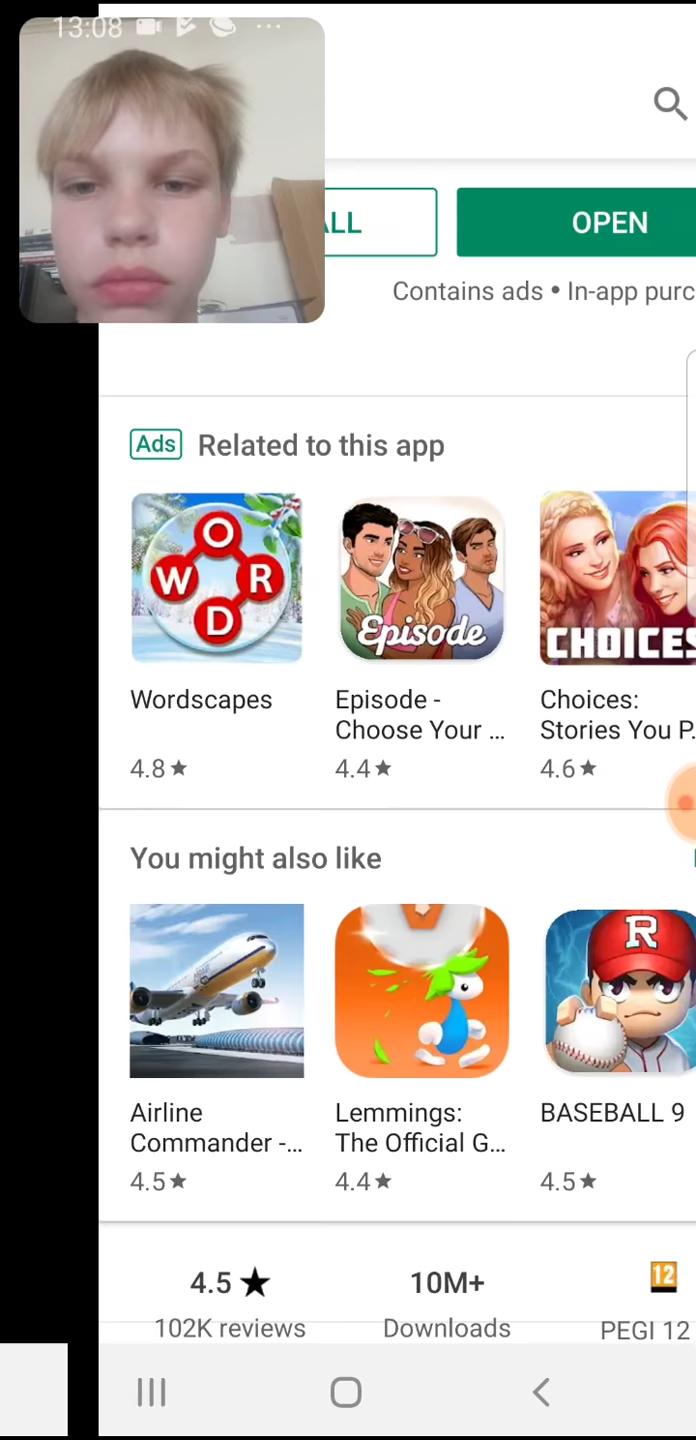 13:08
ALL
OPEN
Contains ads • In-app purc
Ads Related to this app
O
W R
D
Episode
CHOICES
Wordscapes
Episode -
Choose Your ...
Choices:
Stories You P...
4.8★
4.4★
4.6★
You might also like
R
Airline
Commander -...
Lemmings:
The Official G...
BASEBALL 9
4.5★
4.4★
4.5★
4.5★
10M+
12
102K reviews
Downloads
PEGI 12